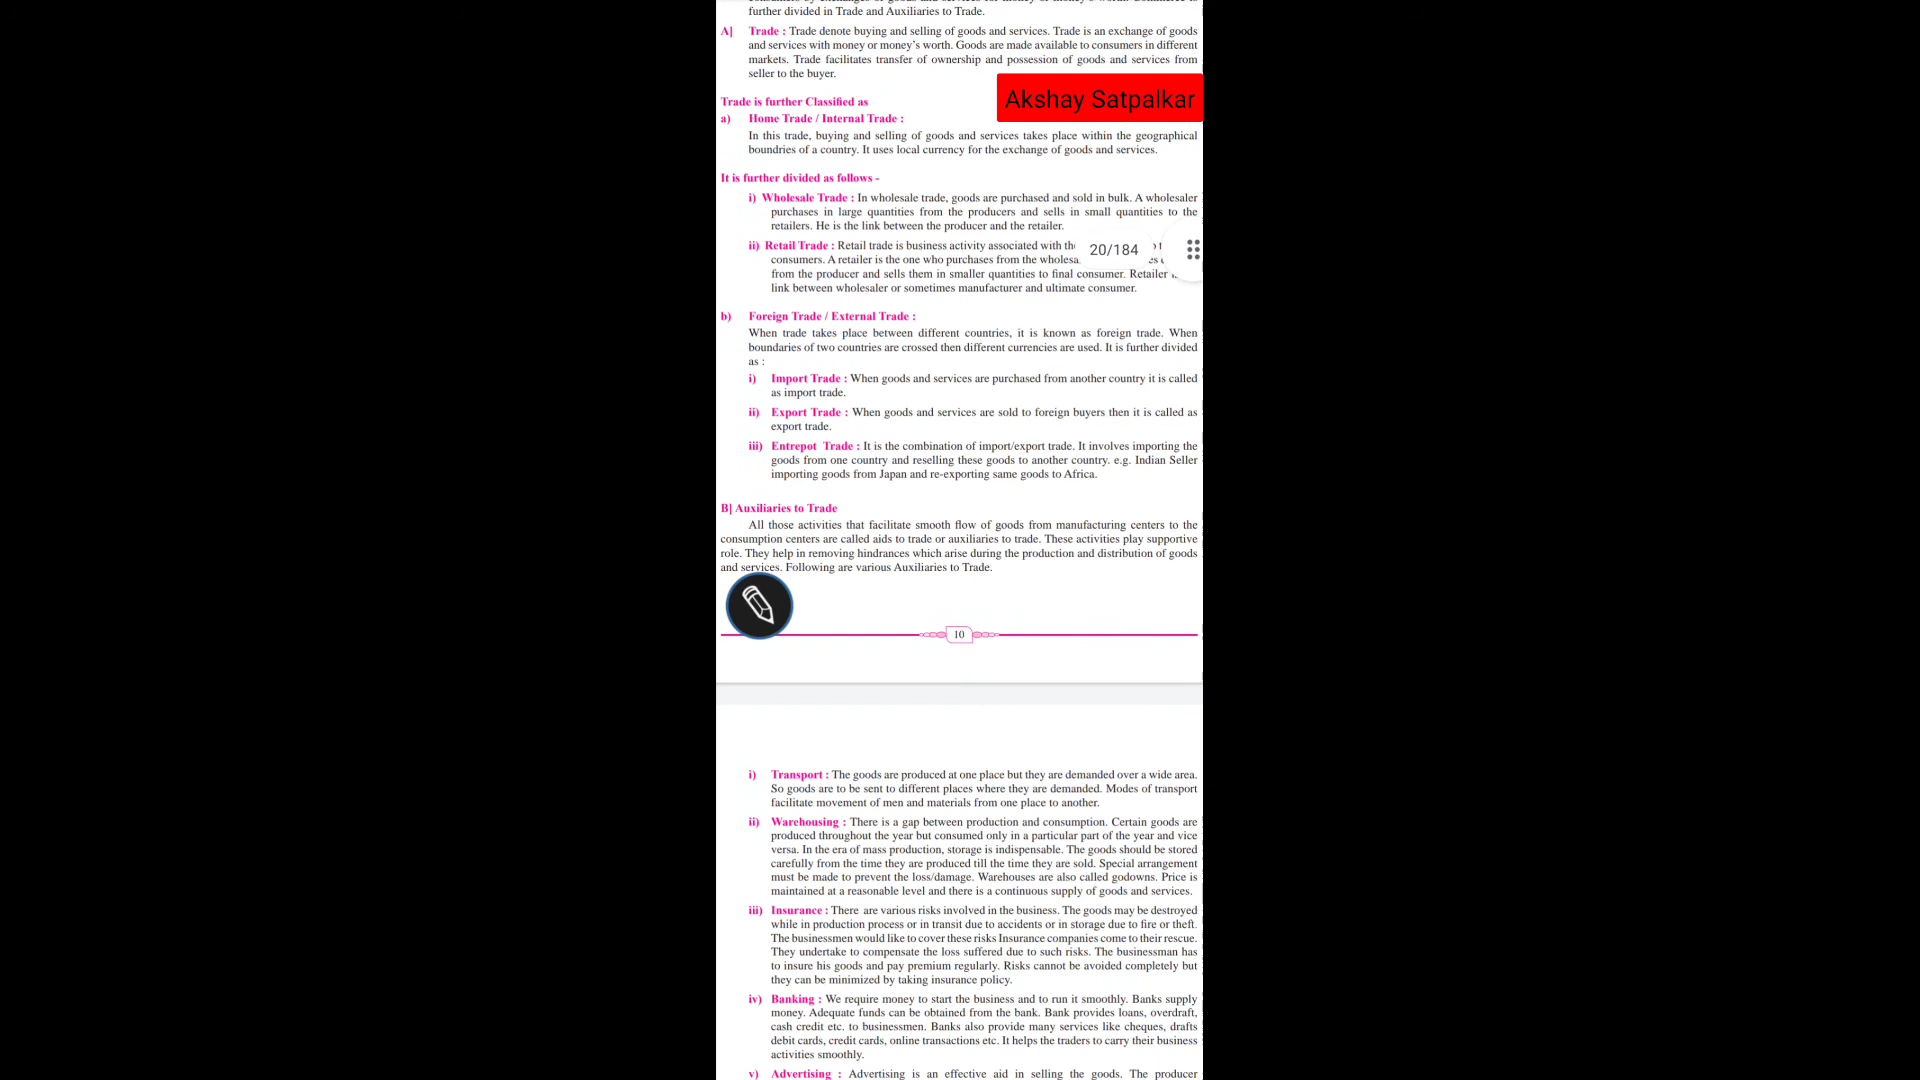 further divided in Trade and Auxiliaries to Trade.
A] Trade : Trade denote buying and selling of goods and services. Trade is an exchange of goods
and services with money or money's worth. Goods are made available to consumers in different
markets. Trade facilitates transfer of ownership and possession of goods and services from
seller to the buyer.
Akshay Satpalkar
Trade is further Classified as
a) Home Trade / Internal Trade :
In this trade, buying and selling of goods and services takes place within the geographical
boundries of a country. It uses local currency for the exchange of goods and services.
It is further divided as follows -
i) Wholesale Trade : In wholesale trade, goods are purchased and sold in bulk. A wholesaler
purchases in large quantities from the producers and sells in small quantities to the
retailers. He is the link between the producer and the retailer.
ii) Retail Trade : Retail trade is business activity associated with
20/184
consumers. A retailer is the one who purchases from the
from the producer and sells them in smaller quantities to final consumer. Retailer
link between wholesaler or sometimes manufacturer and ultimate consumer.
b) Foreign Trade / External Trade :
When trade takes place between different countries, it is known as foreign trade. When
boundaries of two countries are crossed then different currencies are used. It is further divided
as :
i) Import Trade : When goods and services are purchased from another country it is called
as import trade.
ii) Export Trade : When goods and services are sold to foreign buyers then it is called as
export trade.
iii) Entrepot Trade : It is the combination of import/export trade. It involves importing the
goods from one country and reselling these goods to another country. e.g. Indian Seller
importing goods from Japan and re-exporting same goods to Africa.
B] Auxiliaries to Trade
All those activities that facilitate smooth flow of goods from manufacturing centers to the
consumption centers are called aids to trade or auxiliaries to trade. These activities play supportive
role. They help in removing hindrances which arise during the production and distribution of goods
and services. Following are various Auxiliaries to Trade.
10
i) Transport : The goods are produced at one place but they are demanded over a wide area.
So goods are to be sent to different places where they are demanded. Modes of transport
facilitate movement of men and materials from one place to another.
ii) Warehousing : There is a gap between production and consumption. Certain goods are
produced throughout the year but consumed only in a particular part of the year and vice
versa. In the era of mass production, storage is indispensable. The goods should be stored
carefully from the time they are produced till the time they are sold. Special arrangement
must be made to prevent the loss/damage. Warehouses are also called godowns. Price is
maintained at a reasonable level and there is a continuous supply of goods and services.
iii) Insurance : There are various risks involved in the business. The goods may be destroyed
while in production process or in transit due to accidents or in storage due to fire or theft.
The businessmen would like to cover these risks Insurance companies come to their rescue.
They undertake to compensate the loss suffered due to such risks. The businessman has
to insure his goods and pay premium regularly. Risks cannot be avoided completely but
they can be minimized by taking insurance policy.
iv) Banking : We require money to start the business and to run it smoothly. Banks supply
money. Adequate funds can be obtained from the bank. Bank provides loans, overdraft,
cash credit etc. to businessmen. Banks also provide many services like cheques, drafts
debit cards, credit cards, online transactions etc. It helps the traders to carry their business
activities smoothly.
v) Advertising : Advertising is an effective aid in selling the goods. The producer